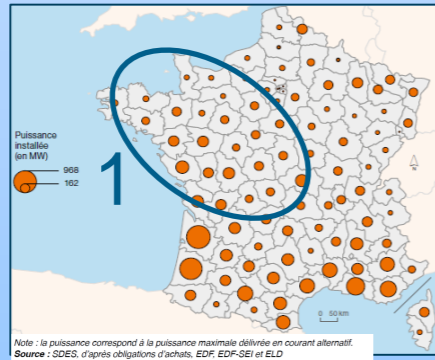 Puissance
installée
(en MW)
968
162
1
N
0 50 km
Note : la puissance correspond à la puissance maximale délivrée en courant alternatif.
Source : SDES, d'après obligations d'achats, EDF, EDF-SEI et ELD